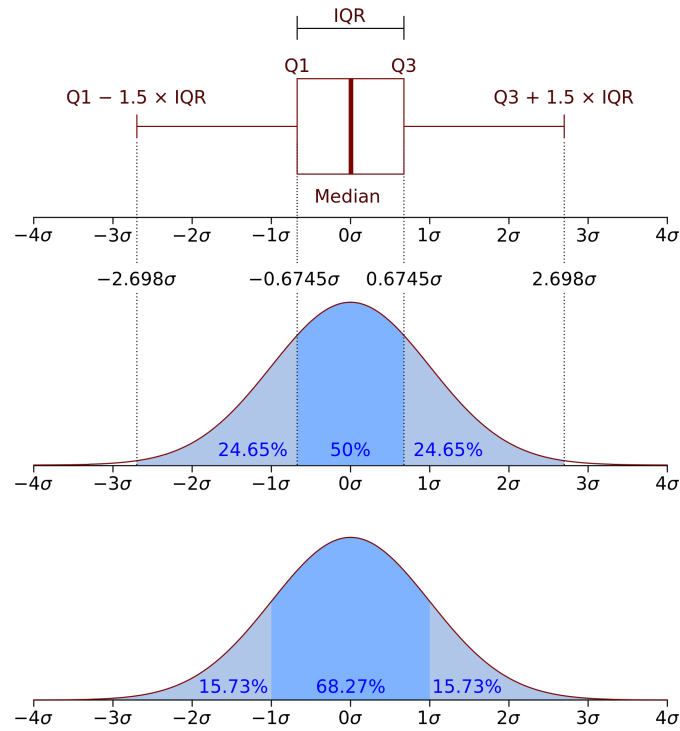 IQR
Q1 Q3
Q1 − 1.5 × IQR Q3 + 1.5 × IQR
Median
−4σ −3σ −2σ −1σ 0σ 1σ 2σ 3σ 4σ
−2.698σ −0.6745σ 0.6745σ 2.698σ
24.65% 50% 24.65%
−4σ −3σ −2σ −1σ 0σ 1σ 2σ 3σ 4σ
15.73% 68.27% 15.73%
−4σ −3σ −2σ −1σ 0σ 1σ 2σ 3σ 4σ